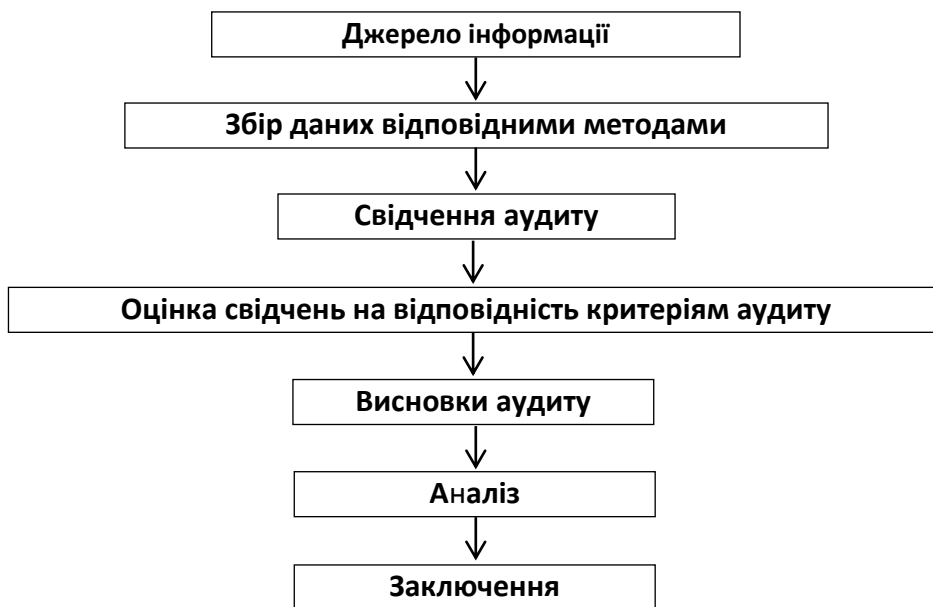 Джерело інформації
Збір даних відповідними методами
Свідчення аудиту
Оцінка свідчень на відповідність критеріям аудиту
Висновки аудиту
Аналіз
Заключення